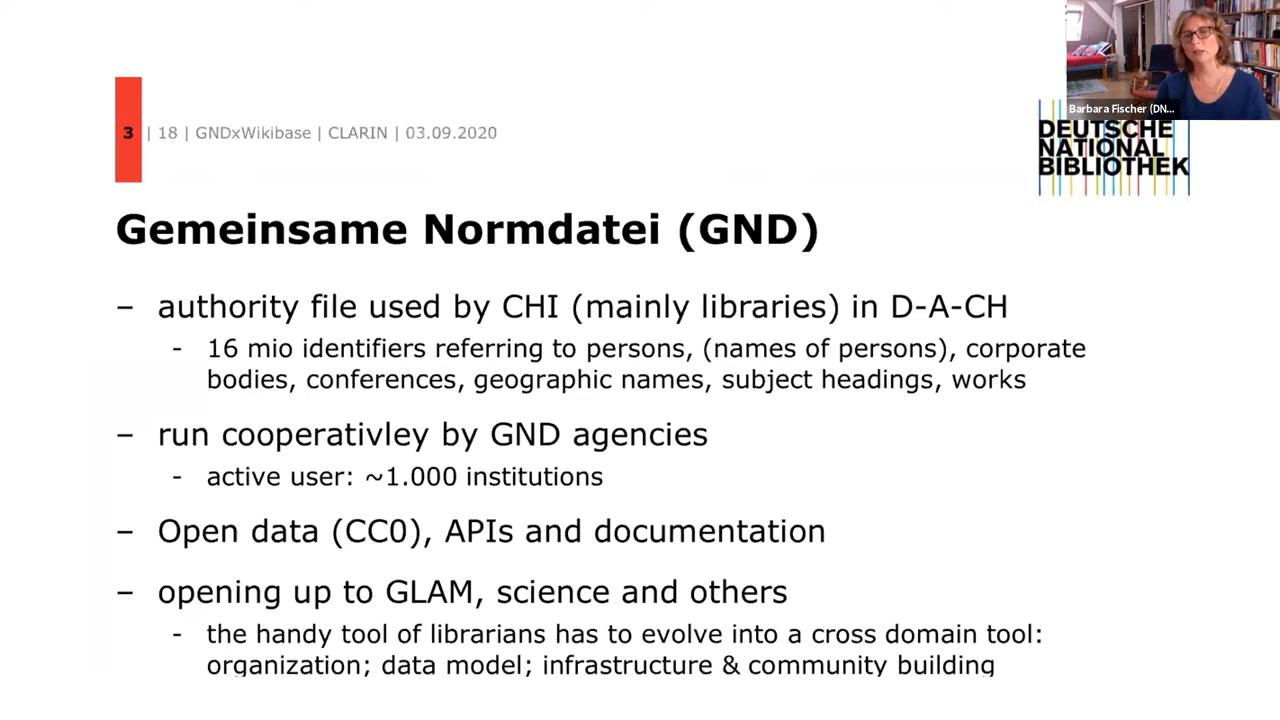 Barbara Fischer (DN...
3 | 18 | GNDxWikibase | CLARIN | 03.09.2020
DEUTSCHE
NATIONAL
BIBLIOTHEK
Gemeinsame Normdatei (GND)
– authority file used by CHI (mainly libraries) in D-A-CH
- 16 mio identifiers referring to persons, (names of persons), corporate
bodies, conferences, geographic names, subject headings, works
– run cooperativley by GND agencies
- active user: ~1.000 institutions
– Open data (CC0), APIs and documentation
– opening up to GLAM, science and others
- the handy tool of librarians has to evolve into a cross domain tool:
organization; data model; infrastructure & community building